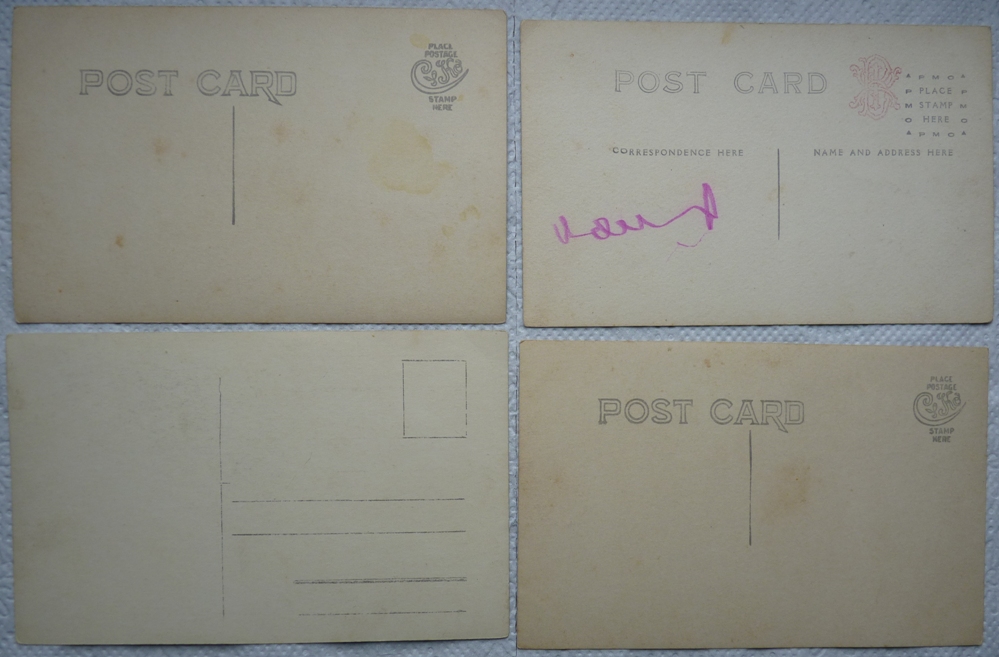 POST CARD
PLACE
POSTAGE
STAMP
HERE
POST CARD
A P M O A
P PLACE P
M STAMP M
O HERE O
A P M O A
CORRESPONDENCE HERE
NAME AND ADDRESS HERE
POST CARD
PLACE
POSTAGE
STAMP
HERE